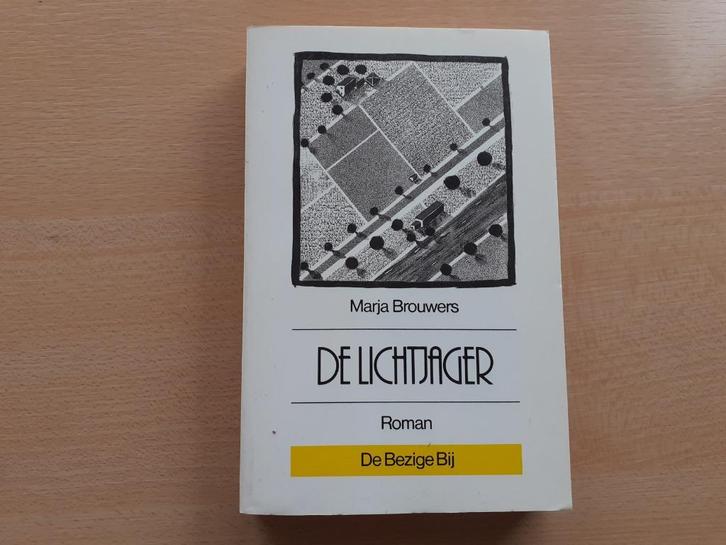 Marja Brouwers
DE LICHTJAGER
Roman
De Bezige Bij